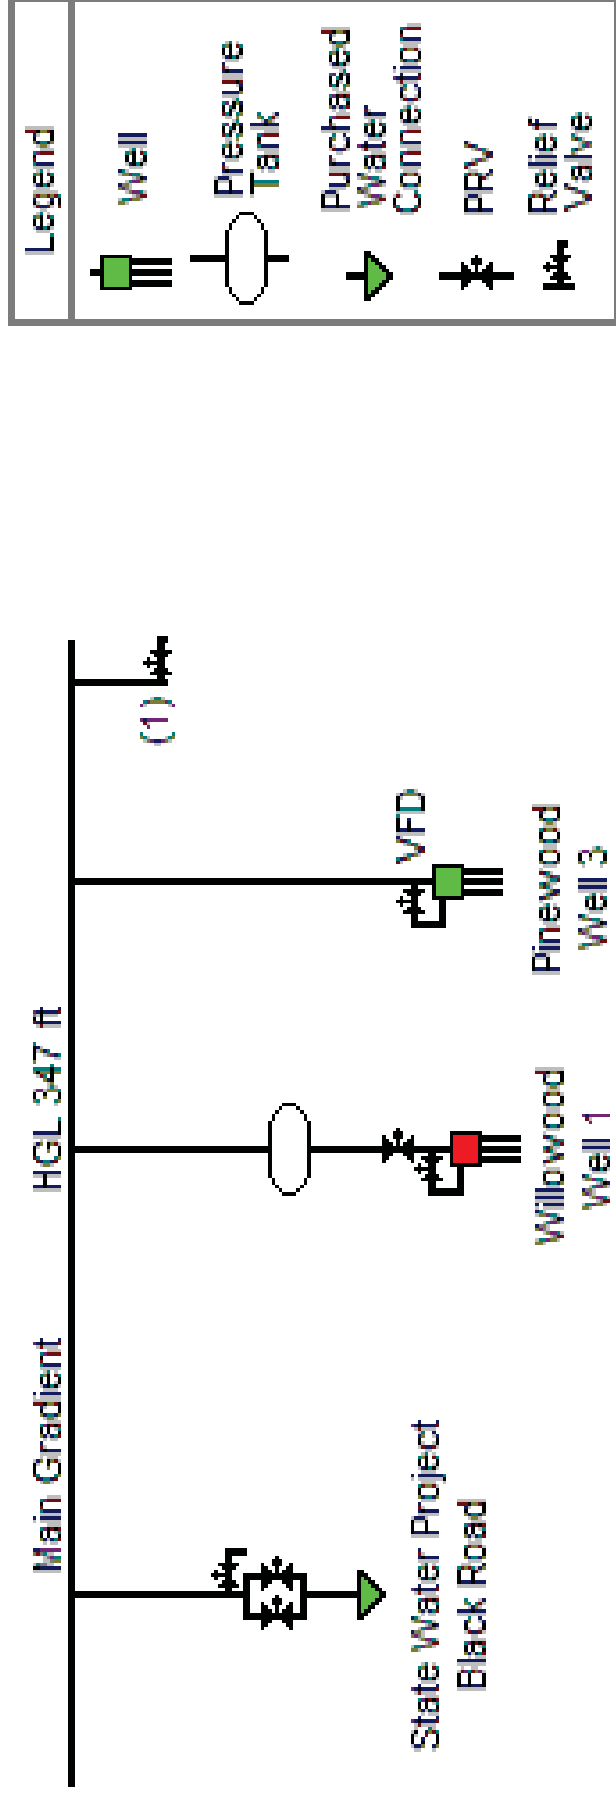 Main Gradient
HGL 347 ft
(1)
VFD
State Water Project
Black Road
Willowood
Well 1
Pinewood
Well 3
Legend
Well
Pressure
Tank
Purchased
Water
Connection
PRV
Relief
Valve